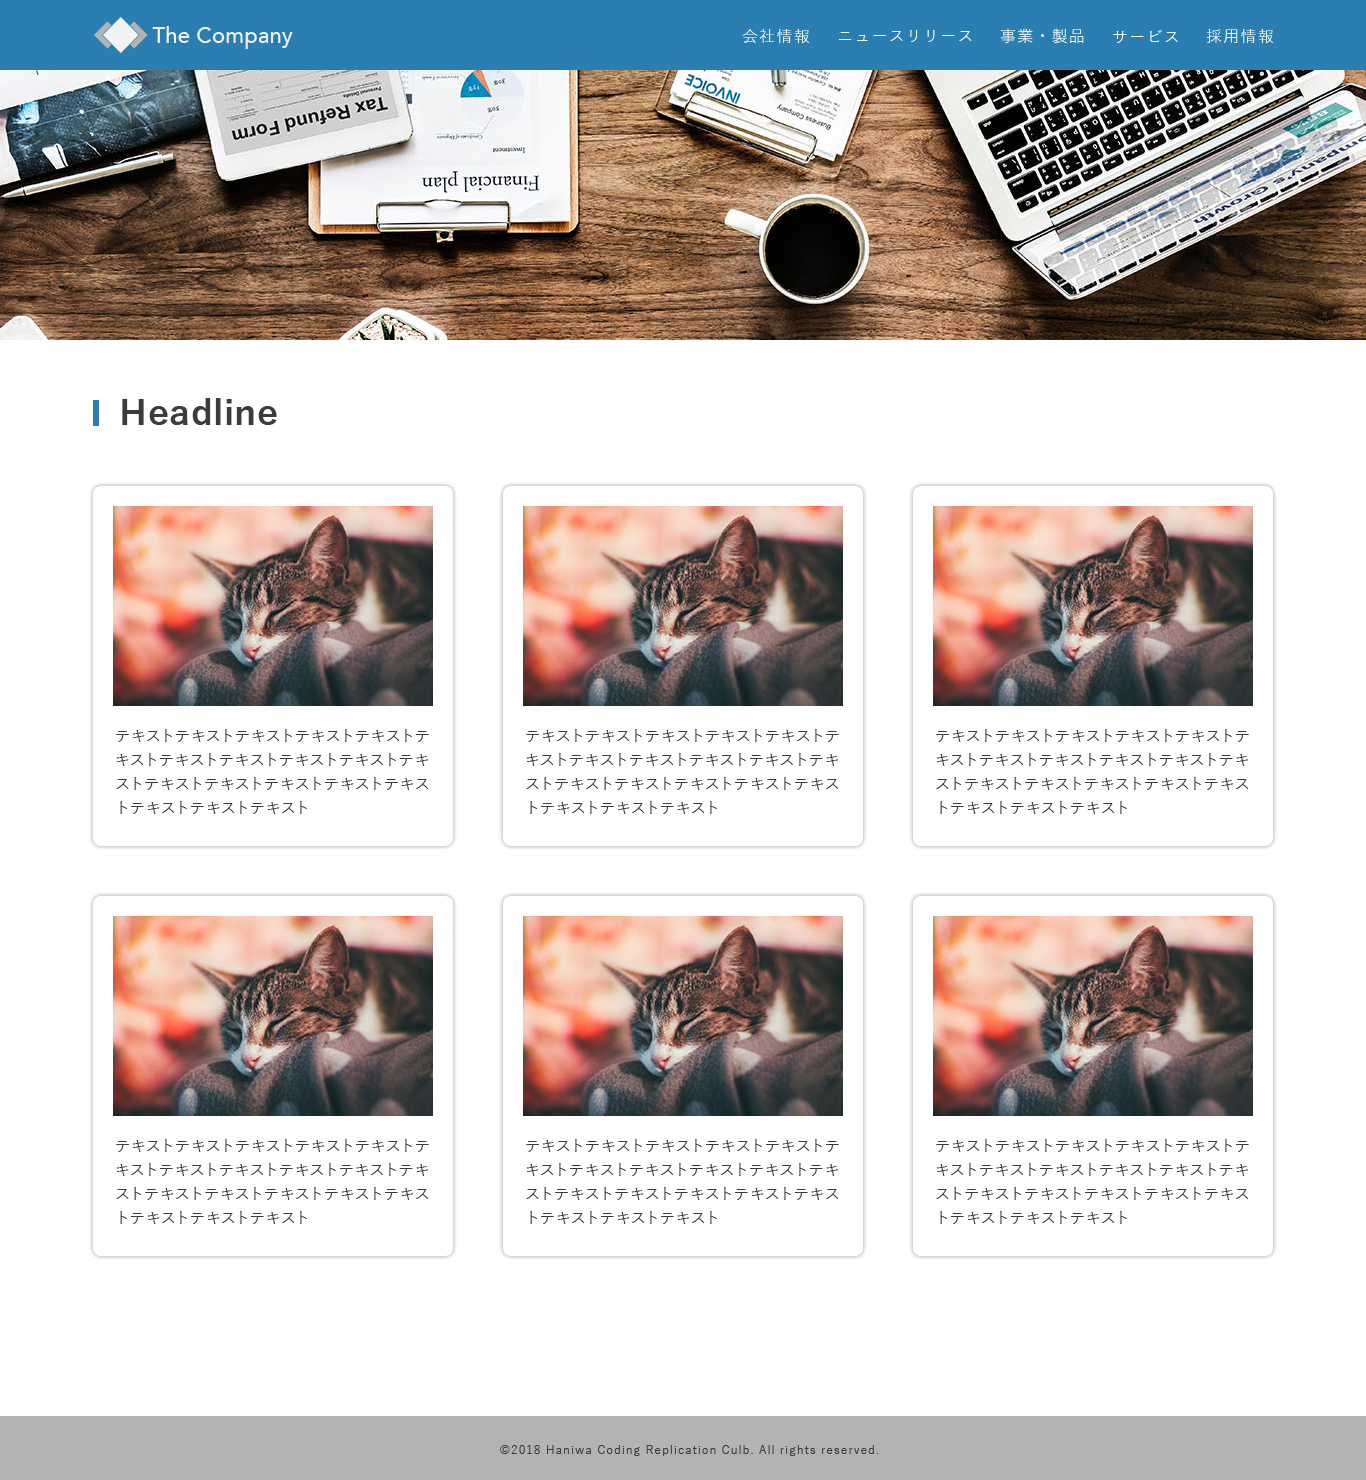 The Company
会社情報 ニュースリリース 事業・製品 サービス 採用情報
Tax Refund Form
Personal Details
Financial plan
Investment
INVOICE
Business Company
Company's Growth
Headline
テキストテキストテキストテキストテキストテ
キストテキストテキストテキストテキストテキ
ストテキストテキストテキストテキストテキス
トテキストテキストテキスト
テキストテキストテキストテキストテキストテ
キストテキストテキストテキストテキストテキ
ストテキストテキストテキストテキストテキス
トテキストテキストテキスト
テキストテキストテキストテキストテキストテ
キストテキストテキストテキストテキストテキ
ストテキストテキストテキストテキストテキス
トテキストテキストテキスト
テキストテキストテキストテキストテキストテ
キストテキストテキストテキストテキストテキ
ストテキストテキストテキストテキストテキス
トテキストテキストテキスト
テキストテキストテキストテキストテキストテ
キストテキストテキストテキストテキストテキ
ストテキストテキストテキストテキストテキス
トテキストテキストテキスト
テキストテキストテキストテキストテキストテ
キストテキストテキストテキストテキストテキ
ストテキストテキストテキストテキストテキス
トテキストテキストテキスト
©2018 Haniwa Coding Replication Culb. All rights reserved.